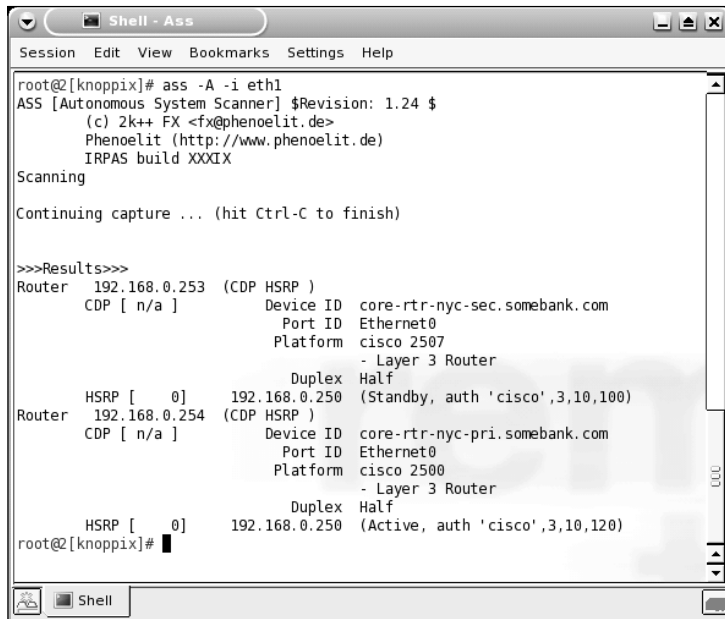 Shell - Ass
Session Edit View Bookmarks Settings Help
root@2[knoppix]# ass -A -i eth1
ASS [Autonomous System Scanner] $Revision: 1.24 $
(c) 2k++ FX <fx@phenoelit.de>
Phenoelit (http://www.phenoelit.de)
IRPAS build XXXIX
Scanning
Continuing capture ... (hit Ctrl-C to finish)
>>>Results>>>
Router 192.168.0.253 (CDP HSRP )
CDP [ n/a ] Device ID core-rtr-nyc-sec.somebank.com
Port ID Ethernet0
Platform cisco 2507
- Layer 3 Router
Duplex Half
HSRP [ 0] 192.168.0.250 (Standby, auth 'cisco',3,10,100)
Router 192.168.0.254 (CDP HSRP )
CDP [ n/a ] Device ID core-rtr-nyc-pri.somebank.com
Port ID Ethernet0
Platform cisco 2500
- Layer 3 Router
Duplex Half
HSRP [ 0] 192.168.0.250 (Active, auth 'cisco',3,10,120)
root@2[knoppix]#
Shell